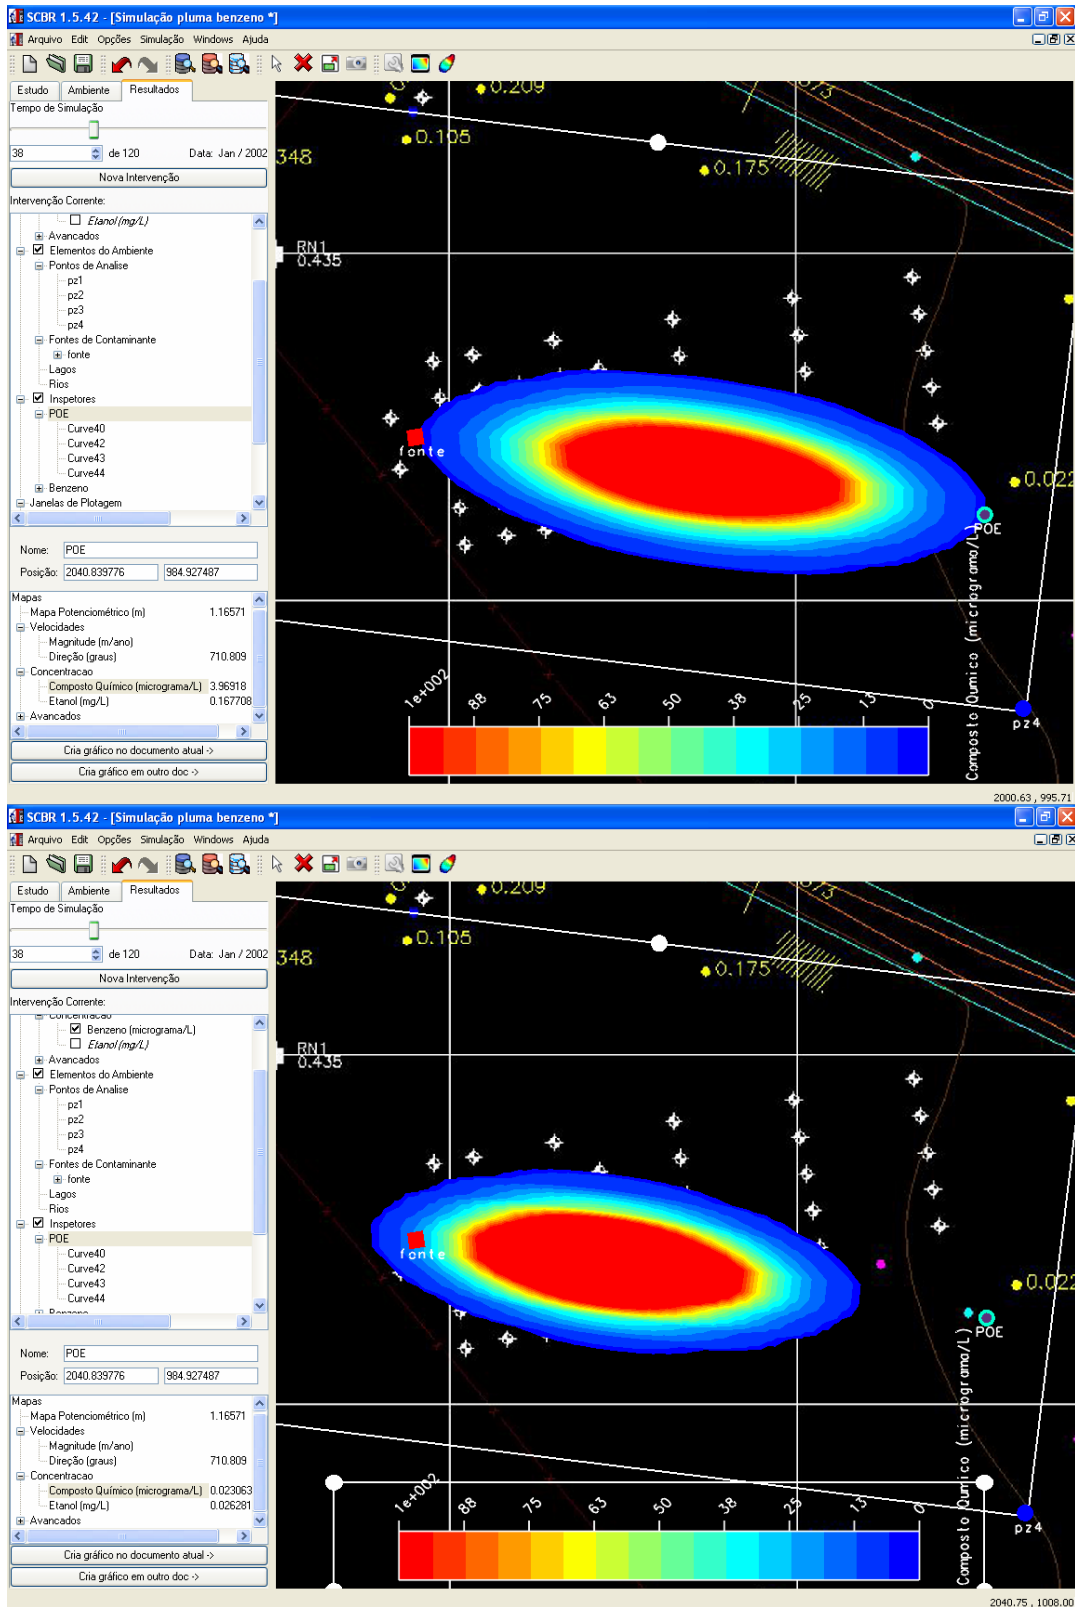 SCBR 1.5.42 - [Simulação pluma benzeno *]
Arquivo Edit Opções Simulação Windows Ajuda
Estudo Ambiente Resultados
Tempo de Simulação
38 de 120 Data: Jan / 2002
Nova Intervenção
Intervenção Corrente:
Etanol (mg/L)
Avancados
Elementos do Ambiente
Pontos de Analise
pz1
pz2
pz3
pz4
Fontes de Contaminante
fonte
Lagos
Rios
Inspetores
POE
Curve40
Curve42
Curve43
Curve44
Benzeno
Janelas de Plotagem
Nome: POE
Posição: 2040.839776 984.927487
Mapas
Mapa Potenciométrico (m) 1.16571
Velocidades
Magnitude (m/ano)
Direção (graus) 710.809
Concentracao
Composto Químico (micrograma/L) 3.96918
Etanol (mg/L) 0.167708
Avancados
Cria gráfico no documento atual ->
Cria gráfico em outro doc ->
0.209
0.105
348
0.175
RN1
0.435
fonte
0.022
POE
Composto Qumico (micrograma/L)
pz4
1e+002 88 75 63 50 38 25 13 0
2000.63 , 995.71
SCBR 1.5.42 - [Simulação pluma benzeno *]
Arquivo Edit Opções Simulação Windows Ajuda
Estudo Ambiente Resultados
Tempo de Simulação
38 de 120 Data: Jan / 2002
Nova Intervenção
Intervenção Corrente:
Concentracao
Benzeno (micrograma/L)
Etanol (mg/L)
Avancados
Elementos do Ambiente
Pontos de Analise
pz1
pz2
pz3
pz4
Fontes de Contaminante
fonte
Lagos
Rios
Inspetores
POE
Curve40
Curve42
Curve43
Curve44
Benzeno
Nome: POE
Posição: 2040.839776 984.927487
Mapas
Mapa Potenciométrico (m) 1.16571
Velocidades
Magnitude (m/ano)
Direção (graus) 710.809
Concentracao
Composto Químico (micrograma/L) 0.023063
Etanol (mg/L) 0.026281
Avancados
Cria gráfico no documento atual ->
Cria gráfico em outro doc ->
0.209
0.105
348
0.175
RN1
0.435
fonte
0.022
POE
Composto Qumico (micrograma/L)
pz4
1e+002 88 75 63 50 38 25 13 0
2040.75 , 1008.00